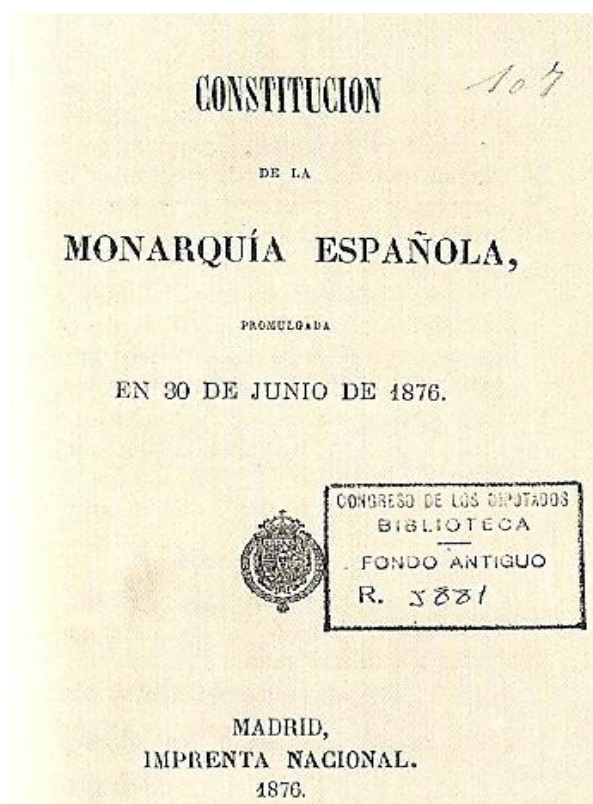 107
CONSTITUCION
DE LA
MONARQUÍA ESPAÑOLA,
PROMULGADA
EN 30 DE JUNIO DE 1876.
CONGRESO DE LOS DIPUTADOS
BIBLIOTECA
FONDO ANTIGUO
R. 5881
MADRID,
IMPRENTA NACIONAL.
1876.